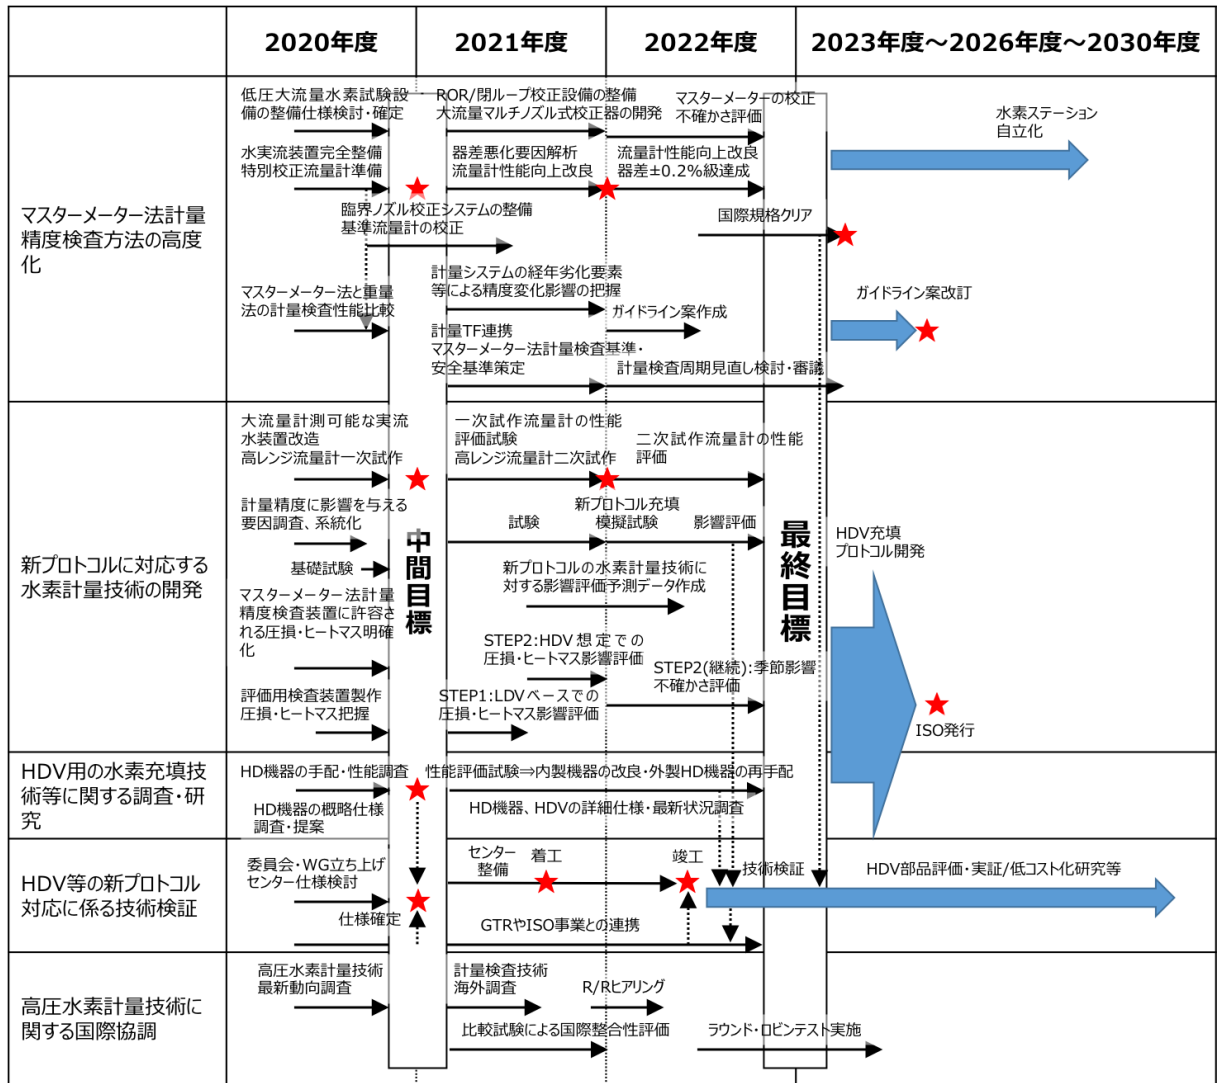 2020年度
2021年度
2022年度
2023年度～2026年度～2030年度
マスターメーター法計量
精度検査方法の高度
化
低圧大流量水素試験設
備の整備仕様検討・確定
ROR/閉ループ校正設備の整備
大流量マルチノズル式校正器の開発
マスターメーターの校正
不確かさ評価
水素ステーション
自立化
水実流装置完全整備
特別校正流量計準備
器差悪化要因解析
流量計性能向上改良
流量計性能向上改良
器差±0.2%級達成
臨界ノズル校正システムの整備
基準流量計の校正
国際規格クリア
マスターメーター法と重量
法の計量検査性能比較
計量システムの経年劣化要素
等による精度変化影響の把握
ガイドライン案作成
ガイドライン案改訂
計量TF連携
マスターメーター法計量検査基準・
安全基準策定
計量検査周期見直し検討・審議
新プロトコルに対応する
水素計量技術の開発
大流量計測可能な実流
水装置改造
高レンジ流量計一次試作
一次試作流量計の性能
評価試験
高レンジ流量計二次試作
二次試作流量計の性能
評価
計量精度に影響を与える
要因調査、系統化
試験
新プロトコル充填
模擬試験
影響評価
基礎試験
中間目標
最終目標
HDV充填
プロトコル開発
新プロトコルの水素計量技術に
対する影響評価予測データ作成
マスターメーター法計量
精度検査装置に許容さ
れる圧損・ヒートマス明確
化
STEP2:HDV想定での
圧損・ヒートマス影響評価
STEP2(継続):季節影響
不確かさ評価
評価用検査装置製作
圧損・ヒートマス把握
STEP1:LDVベースでの
圧損・ヒートマス影響評価
ISO発行
HDV用の水素充填技
術等に関する調査・研
究
HD機器の手配・性能調査
性能評価試験⇒内製機器の改良・外製HD機器の再手配
HD機器の概略仕様
調査・提案
HD機器、HDVの詳細仕様・最新状況調査
HDV等の新プロトコル
対応に係る技術検証
委員会・WG立ち上げ
センター仕様検討
センター
整備
着工
竣工
技術検証
HDV部品評価・実証/低コスト化研究等
仕様確定
GTRやISO事業との連携
高圧水素計量技術に
関する国際協調
高圧水素計量技術
最新動向調査
計量検査技術
海外調査
R/Rヒアリング
比較試験による国際整合性評価
ラウンド・ロビンテスト実施